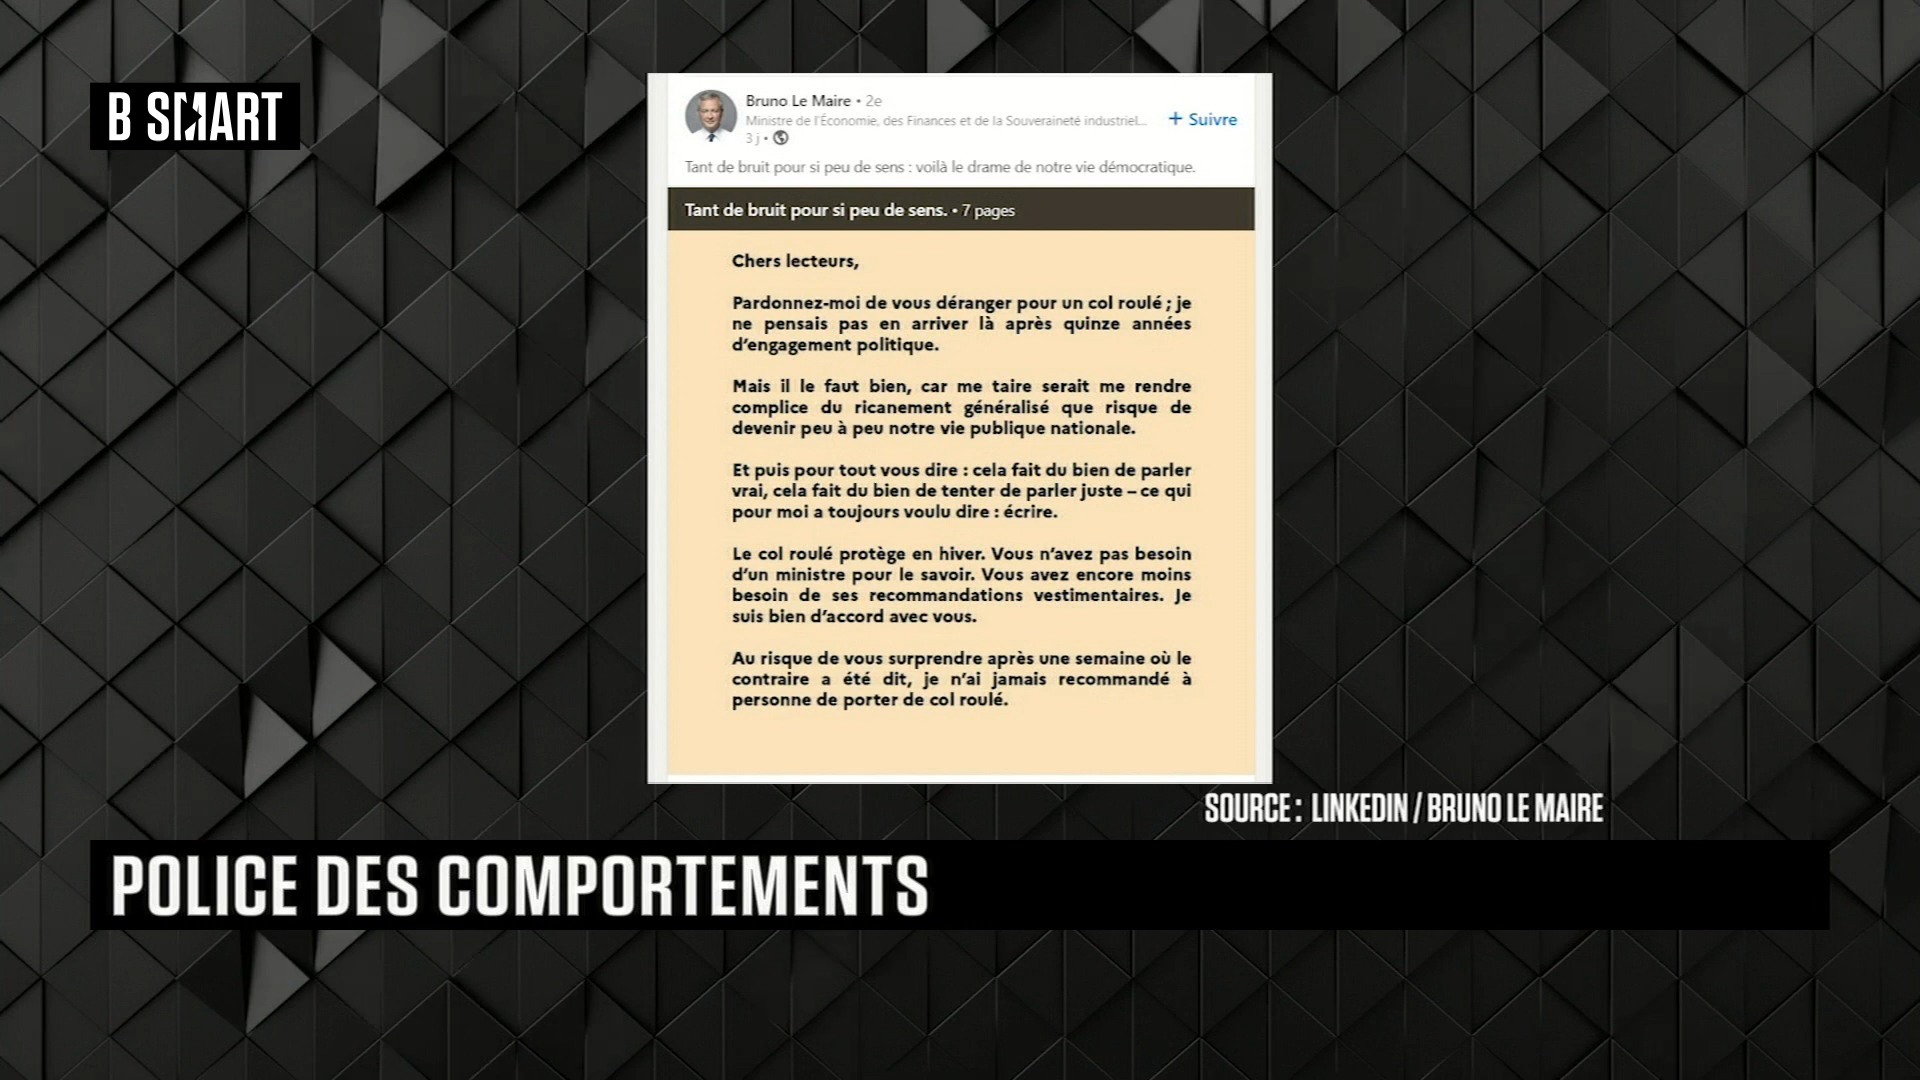 B SMART
Bruno Le Maire • 2e
Ministre de l'Économie, des Finances et de la Souveraineté industriel...
+ Suivre
3 j •
Tant de bruit pour si peu de sens : voilà le drame de notre vie démocratique.
Tant de bruit pour si peu de sens. • 7 pages
Chers lecteurs,
Pardonnez-moi de vous déranger pour un col roulé ; je
ne pensais pas en arriver là après quinze années
d'engagement politique.
Mais il le faut bien, car me taire serait me rendre
complice du ricanement généralisé que risque de
devenir peu à peu notre vie publique nationale.
Et puis pour tout vous dire : cela fait du bien de parler
vrai, cela fait du bien de tenter de parler juste – ce qui
pour moi a toujours voulu dire : écrire.
Le col roulé protège en hiver. Vous n'avez pas besoin
d'un ministre pour le savoir. Vous avez encore moins
besoin de ses recommandations vestimentaires. Je
suis bien d'accord avec vous.
Au risque de vous surprendre après une semaine où le
contraire a été dit, je n'ai jamais recommandé à
personne de porter de col roulé.
SOURCE : LINKEDIN / BRUNO LE MAIRE
POLICE DES COMPORTEMENTS